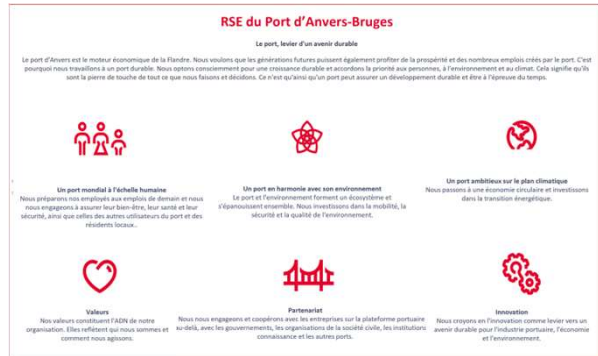 RSE du Port d’Anvers-Bruges
Le port, levier d'un avenir durable
Le port d'Anvers est le moteur économique de la Flandre. Nous voulons que les générations futures puissent également profiter de la prospérité et des nombreux emplois créés par le port. C'est
pourquoi nous travaillons à un port durable. Nous optons consciemment pour une croissance durable et accordons la priorité aux personnes, à l'environnement et au climat. Cela signifie qu'ils
sont la pierre de touche de tout ce que nous faisons et décidons. Ce n'est qu'ainsi qu'un port peut assurer un développement durable et être à l'épreuve du temps.
Un port mondial à l'échelle humaine
Nous préparons nos employés aux emplois de demain et nous
nous engageons à assurer leur bien-être, leur santé et leur
sécurité, ainsi que celles des autres utilisateurs du port et des
résidents locaux..
Un port en harmonie avec son environnement
Le port et l'environnement forment un écosystème et
s'épanouissent ensemble. Nous investissons dans la mobilité, la
sécurité et la qualité de l'environnement.
Un port ambitieux sur le plan climatique
Nous passons à une économie circulaire et investissons
dans la transition énergétique.
Valeurs
Nos valeurs constituent l'ADN de notre
organisation. Elles reflètent qui nous sommes et
comment nous agissons.
Partenariat
Nous nous engageons et coopérons avec les entreprises sur la plateforme portuaire
au-delà, avec les gouvernements, les organisations de la société civile, les institutions
connaissance et les autres ports.
Innovation
Nous croyons en l'innovation comme levier vers un
avenir durable pour l'industrie portuaire, l'économie
et l'environnement.